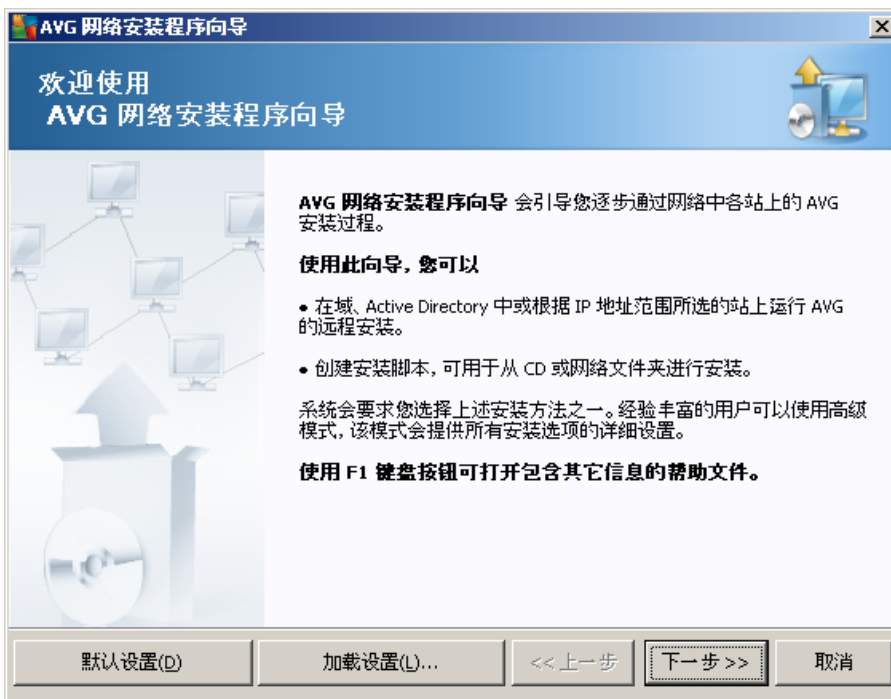 AVG 网络安装程序向导
欢迎使用
AVG 网络安装程序向导
AVG 网络安装程序向导 会引导您逐步通过网络中各站上的 AVG
安装过程。
使用此向导，您可以
• 在域、Active Directory 中或根据 IP 地址范围所选的站上运行 AVG
的远程安装。
• 创建安装脚本，可用于从 CD 或网络文件夹进行安装。
系统会要求您选择上述安装方法之一。经验丰富的用户可以使用高级
模式，该模式会提供所有安装选项的详细设置。
使用 F1 键盘按钮可打开包含其它信息的帮助文件。
默认设置(D)
加载设置(L)...
<< 上一步
下一步 >>
取消